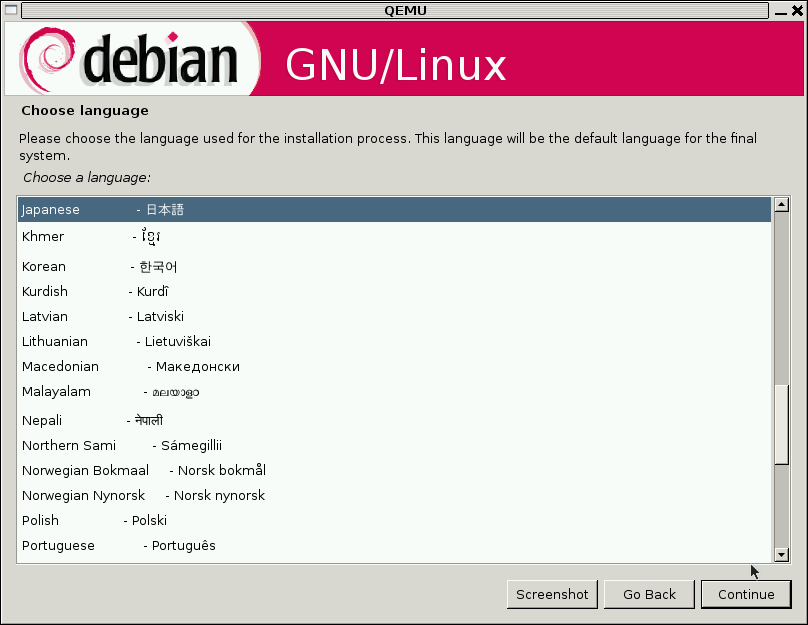 QEMU
debian GNU/Linux
Choose language
Please choose the language used for the installation process. This language will be the default language for the final
system.
Choose a language:
Japanese - 日本語
Khmer - ខ្មែរ
Korean - 한국어
Kurdish - Kurdî
Latvian - Latviski
Lithuanian - Lietuviškai
Macedonian - Македонски
Malayalam - മലയാളം
Nepali - नेपाली
Northern Sami - Sámegillii
Norwegian Bokmaal - Norsk bokmål
Norwegian Nynorsk - Norsk nynorsk
Polish - Polski
Portuguese - Português
Screenshot Go Back Continue